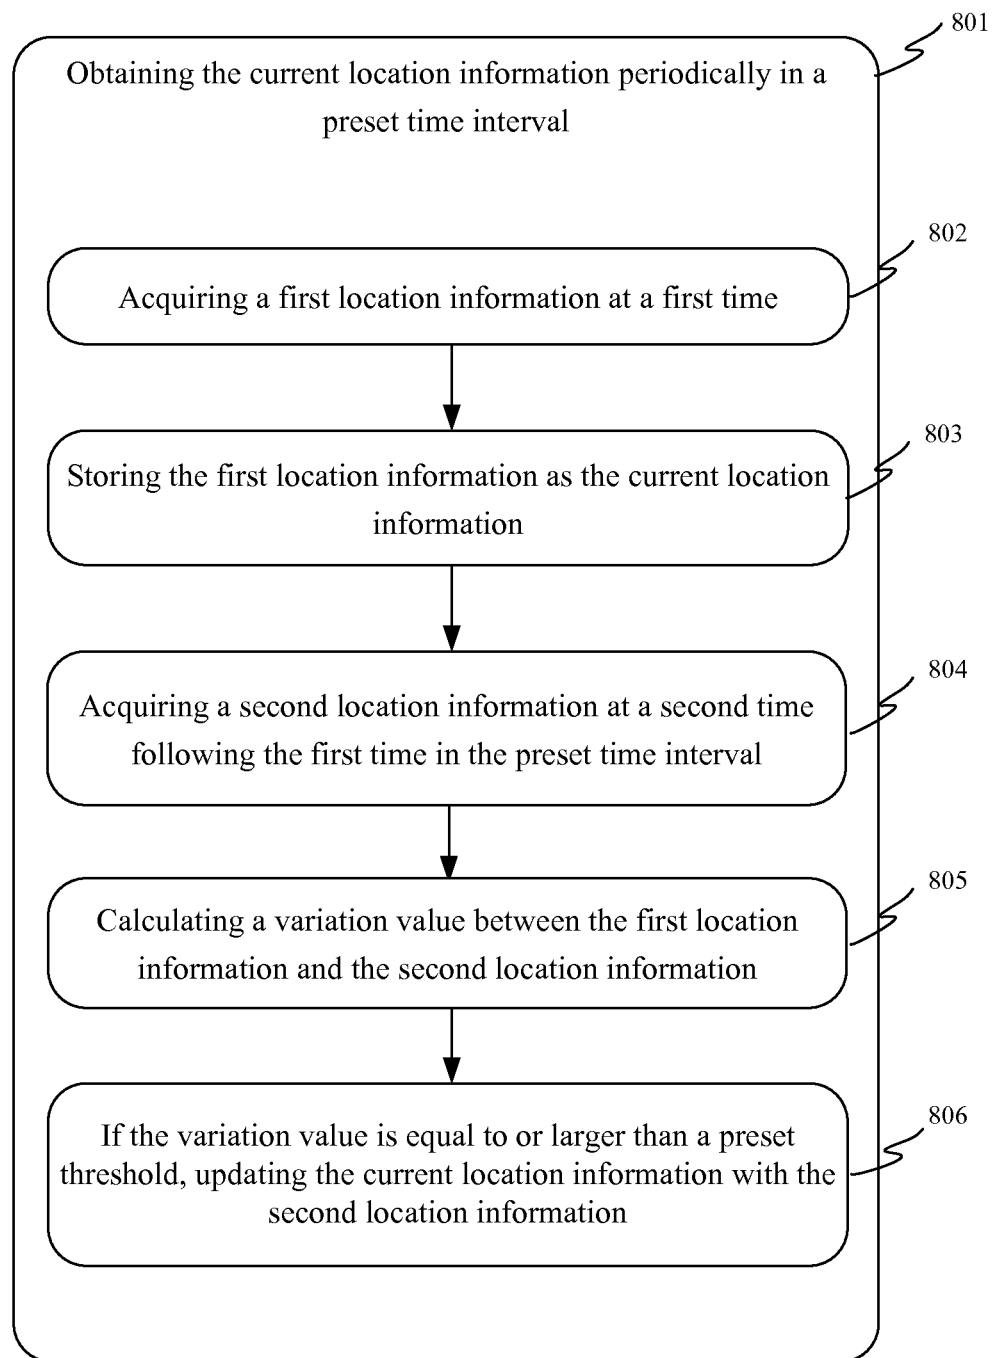 801
Obtaining the current location information periodically in a
preset time interval
802
Acquiring a first location information at a first time
803
Storing the first location information as the current location
information
804
Acquiring a second location information at a second time
following the first time in the preset time interval
805
Calculating a variation value between the first location
information and the second location information
806
If the variation value is equal to or larger than a preset
threshold, updating the current location information with the
second location information